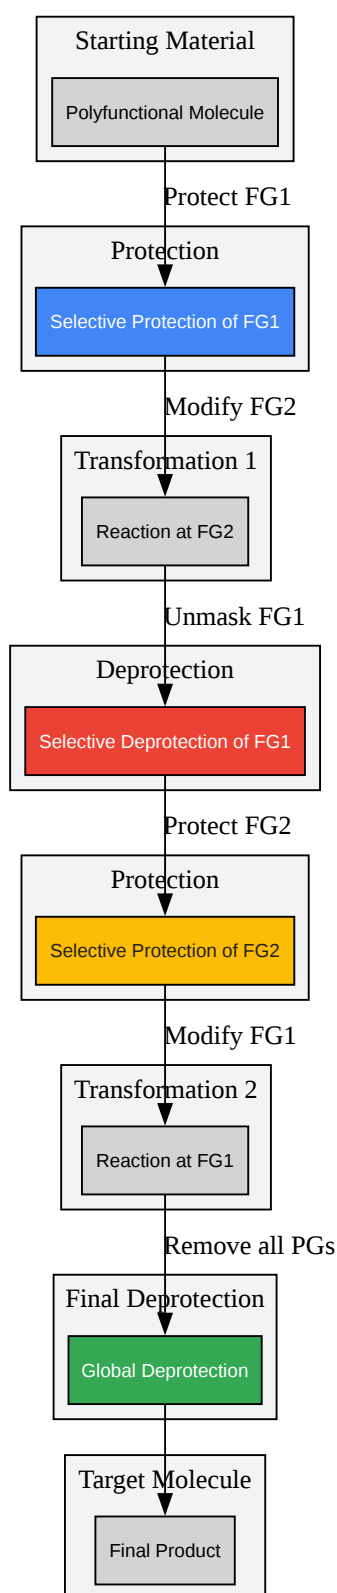 Starting Material
Polyfunctional Molecule
Protect FG1
Protection
Selective Protection of FG1
Modify FG2
Transformation 1
Reaction at FG2
Unmask FG1
Deprotection
Selective Deprotection of FG1
Protect FG2
Protection
Selective Protection of FG2
Modify FG1
Transformation 2
Reaction at FG1
Remove all PGs
Final Deprotection
Global Deprotection
Target Molecule
Final Product